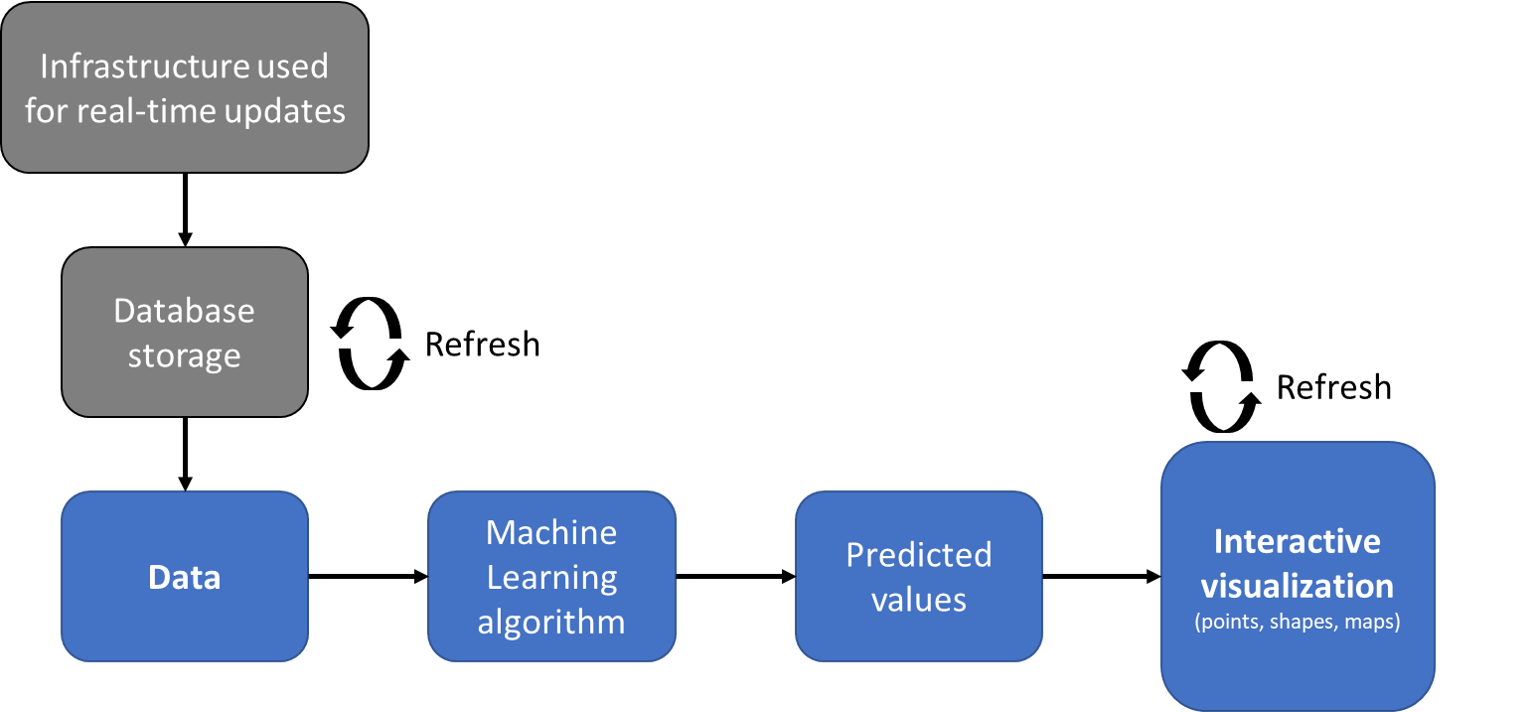 Infrastructure used
for real-time updates
Database
storage
Refresh
Refresh
Data
Machine
Learning
algorithm
Predicted
values
Interactive
visualization
(points, shapes, maps)